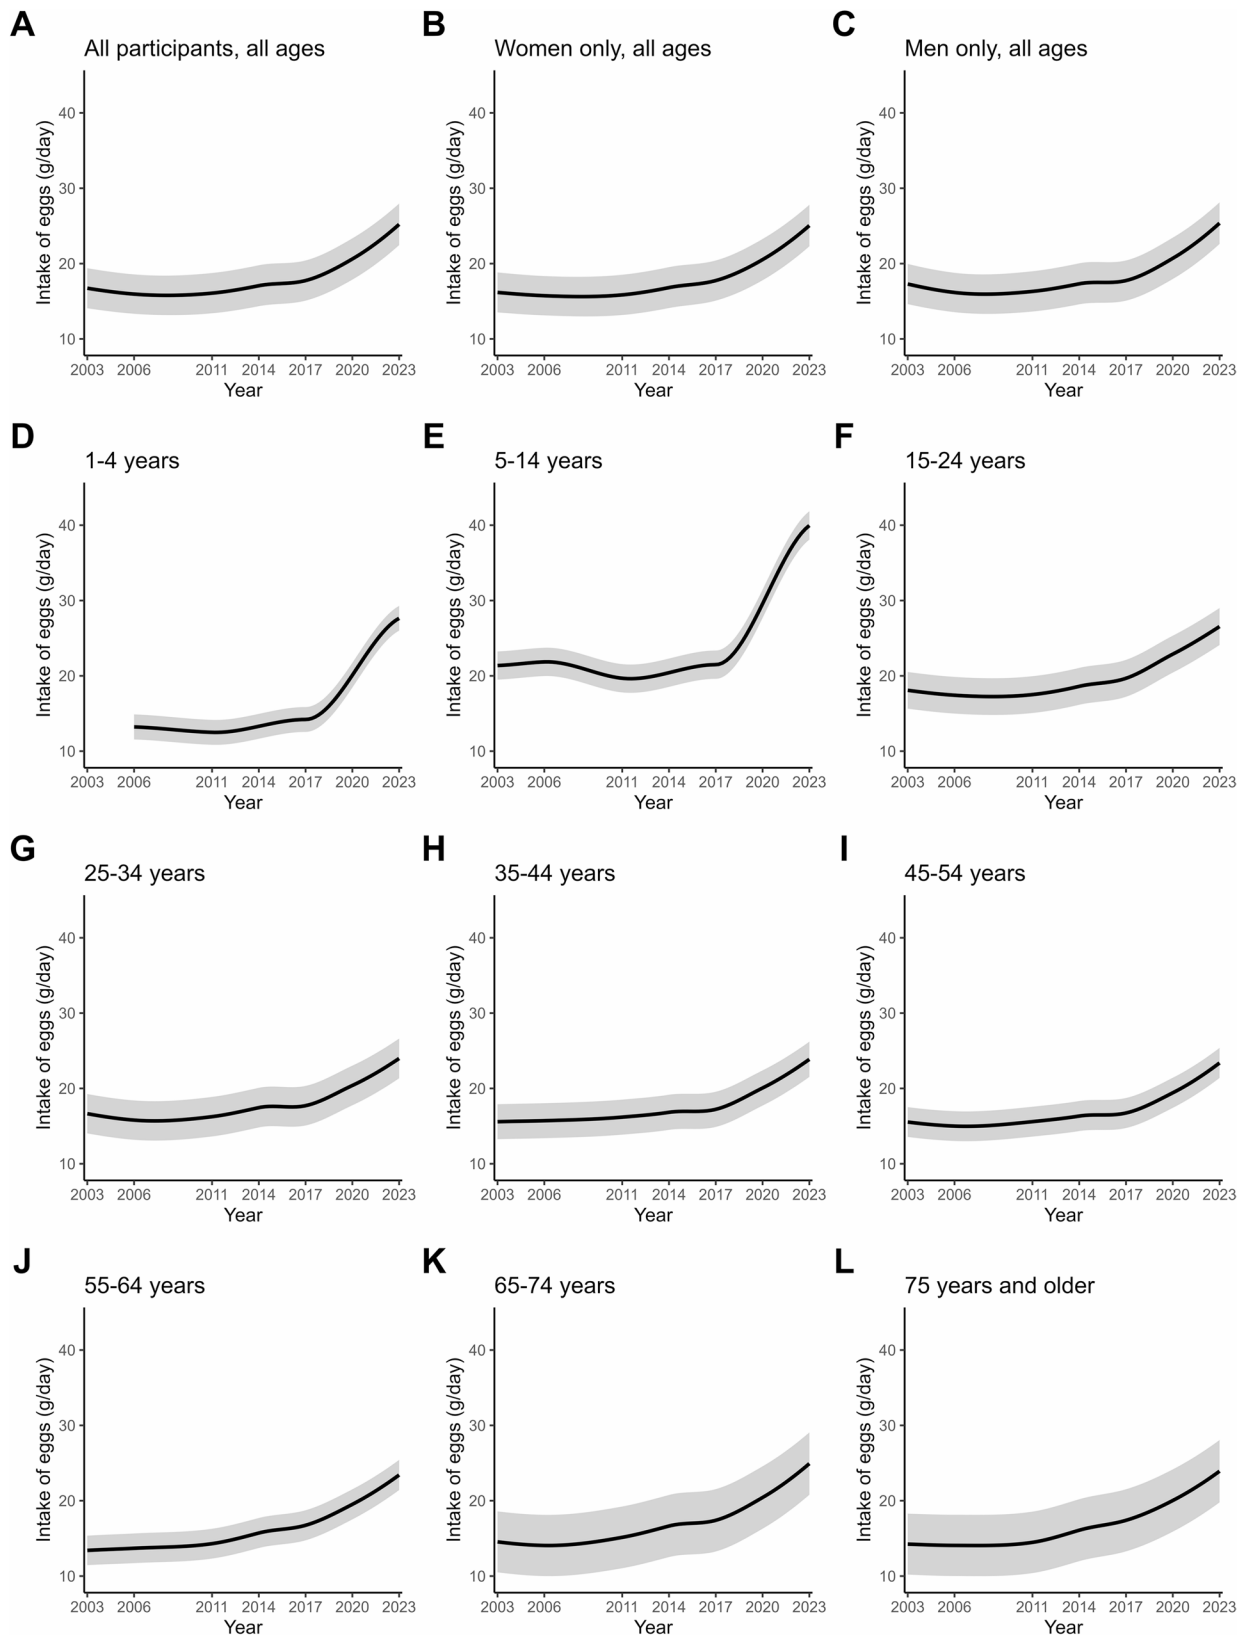 A B C
All participants, all ages Women only, all ages Men only, all ages
Intake of eggs (g/day) Intake of eggs (g/day) Intake of eggs (g/day)
40 40 40
30 30 30
20 20 20
10 10 10
2003 2006 2011 2014 2017 2020 2023 2003 2006 2011 2014 2017 2020 2023 2003 2006 2011 2014 2017 2020 2023
Year Year Year
D E F
1-4 years 5-14 years 15-24 years
Intake of eggs (g/day) Intake of eggs (g/day) Intake of eggs (g/day)
40 40 40
30 30 30
20 20 20
10 10 10
2003 2006 2011 2014 2017 2020 2023 2003 2006 2011 2014 2017 2020 2023 2003 2006 2011 2014 2017 2020 2023
Year Year Year
G H I
25-34 years 35-44 years 45-54 years
Intake of eggs (g/day) Intake of eggs (g/day) Intake of eggs (g/day)
40 40 40
30 30 30
20 20 20
10 10 10
2003 2006 2011 2014 2017 2020 2023 2003 2006 2011 2014 2017 2020 2023 2003 2006 2011 2014 2017 2020 2023
Year Year Year
J K L
55-64 years 65-74 years 75 years and older
Intake of eggs (g/day) Intake of eggs (g/day) Intake of eggs (g/day)
40 40 40
30 30 30
20 20 20
10 10 10
2003 2006 2011 2014 2017 2020 2023 2003 2006 2011 2014 2017 2020 2023 2003 2006 2011 2014 2017 2020 2023
Year Year Year